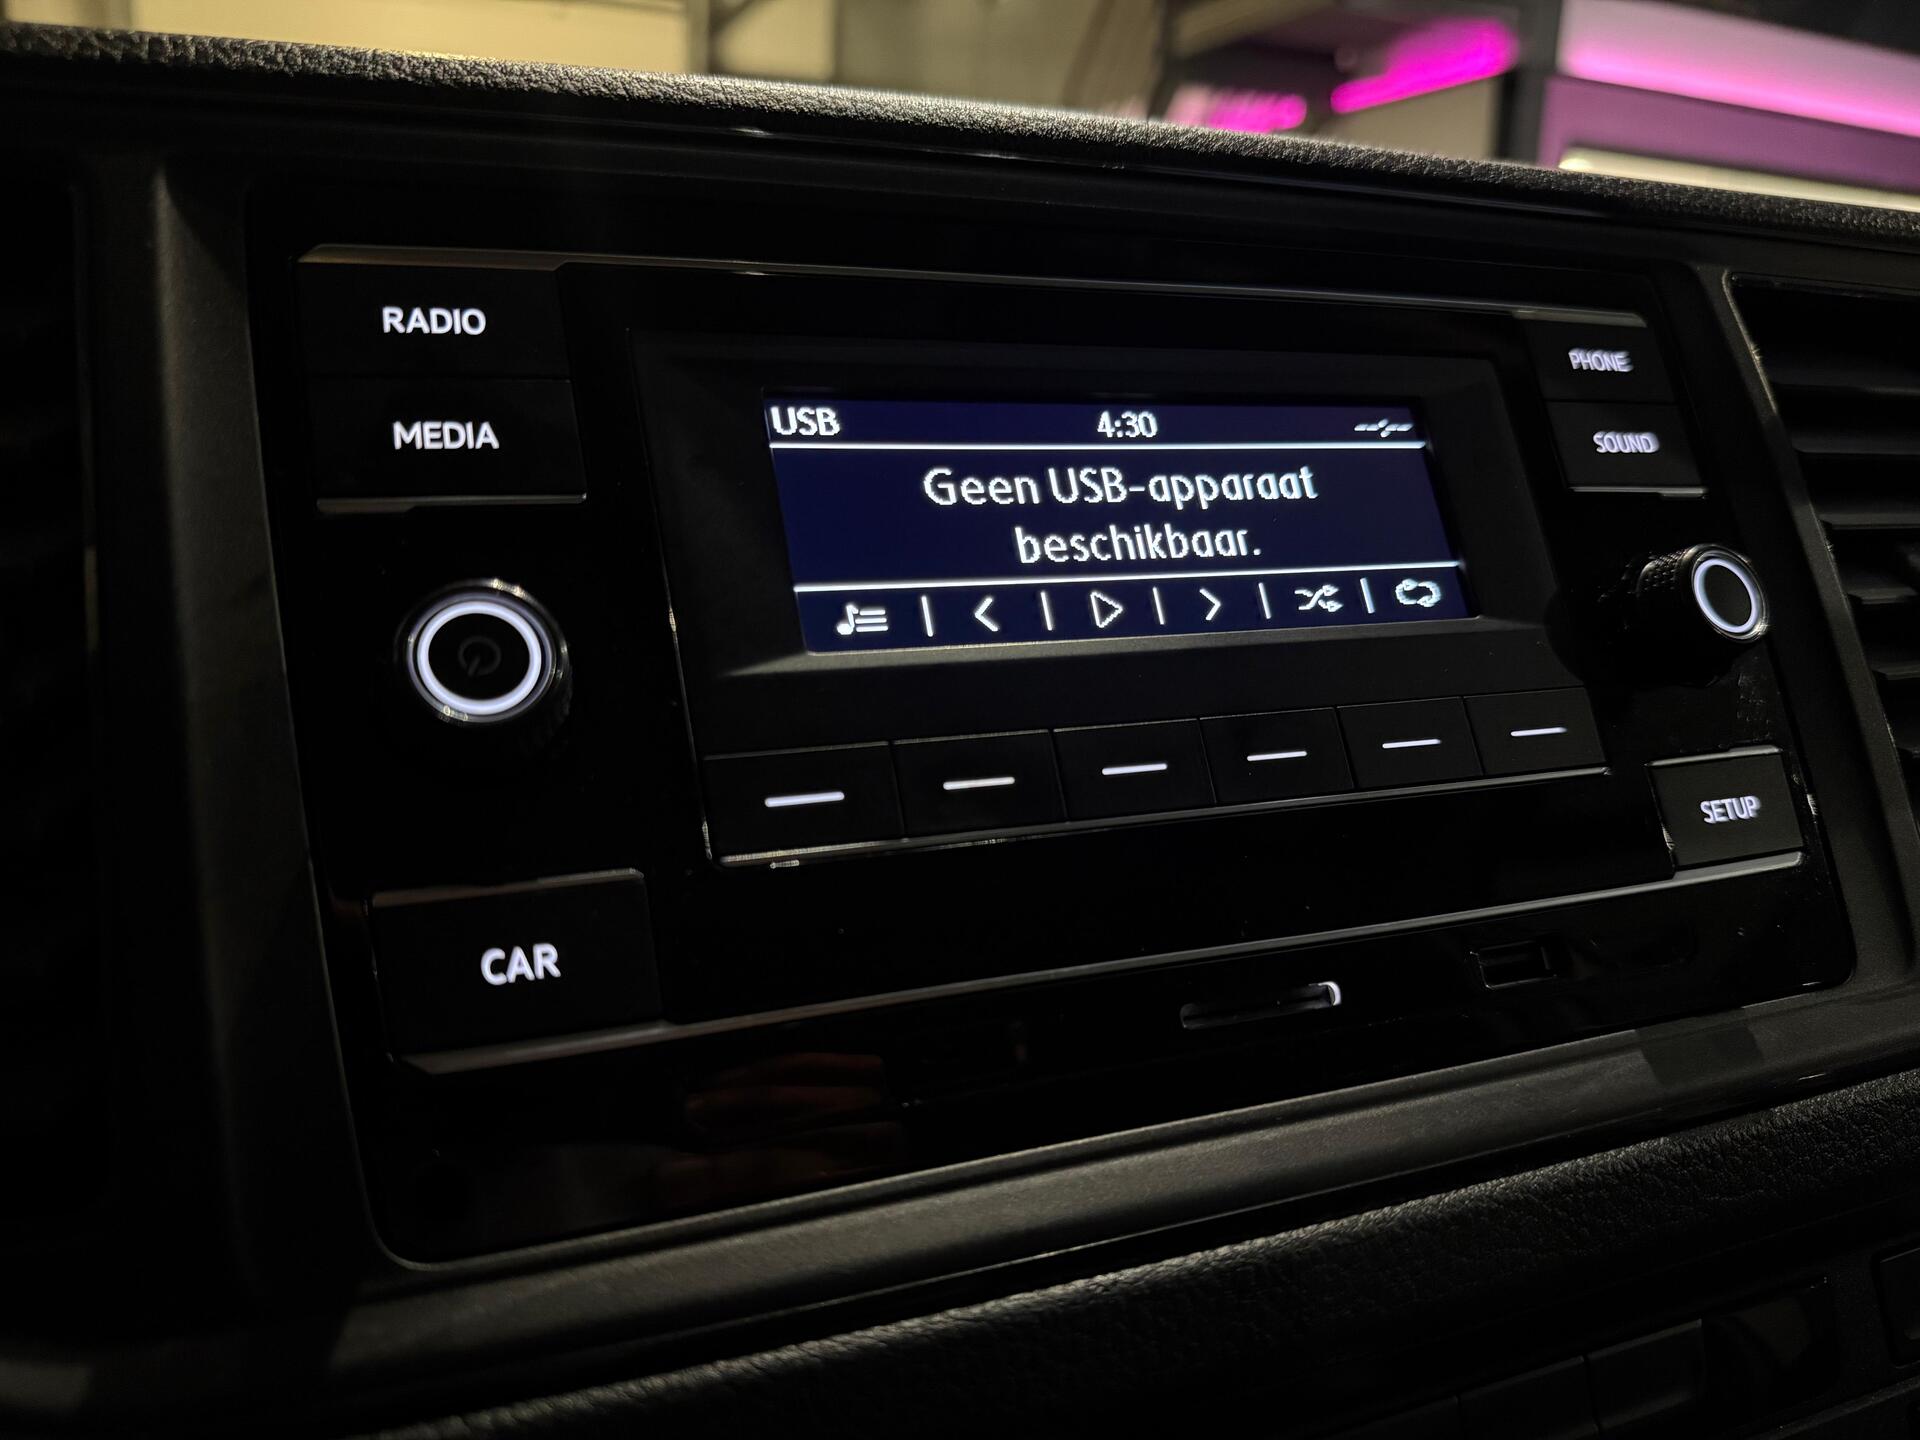 RADIO
MEDIA
USB 4:30
Geen USB-apparaat
beschikbaar.
PHONE
SOUND
SETUP
CAR